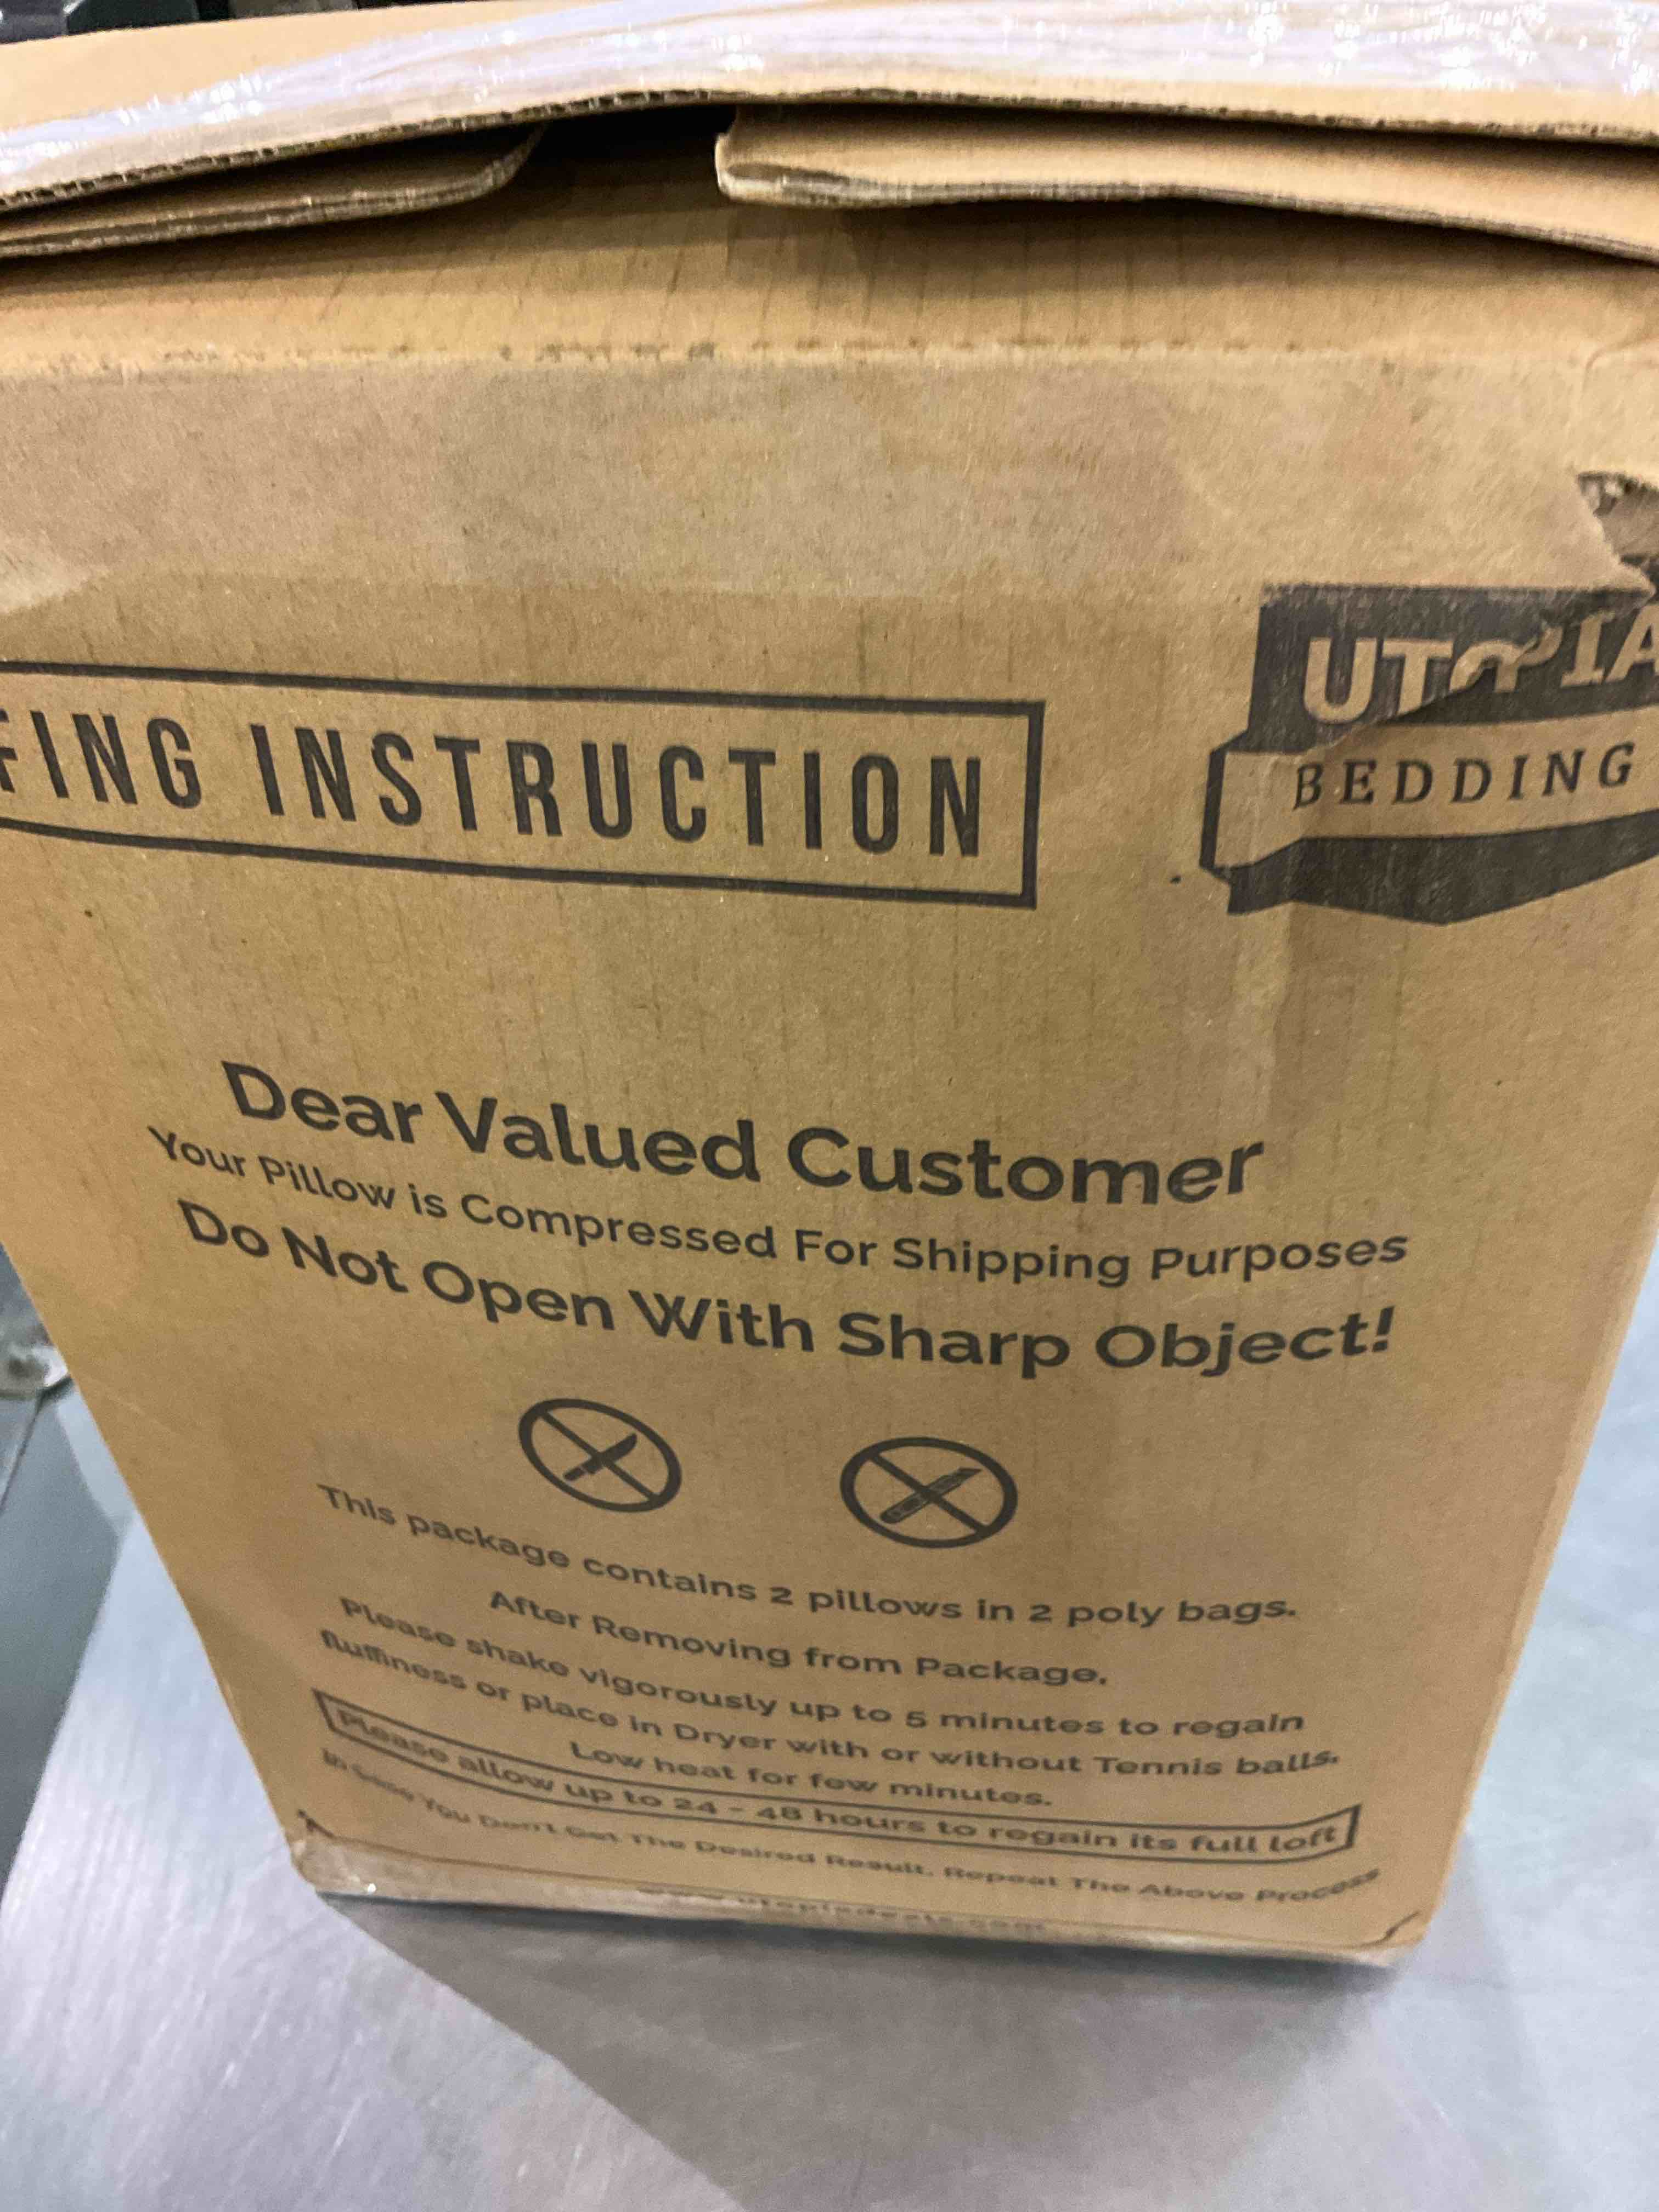 FING INSTRUCTION
UTOPIA
BEDDING
Dear Valued Customer
Your Pillow is Compressed For Shipping Purposes
Do Not Open With Sharp Object!
This package contains 2 pillows in 2 poly bags.
After Removing from Package,
Please shake vigorously up to 5 minutes to regain
fluffiness or place in Dryer with or without Tennis balls.
Low heat for few minutes.
Please allow up to 24 - 48 hours to regain its full loft
In Case You Don't Get The Desired Result, Repeat The Above Process
www.utopiadeals.com